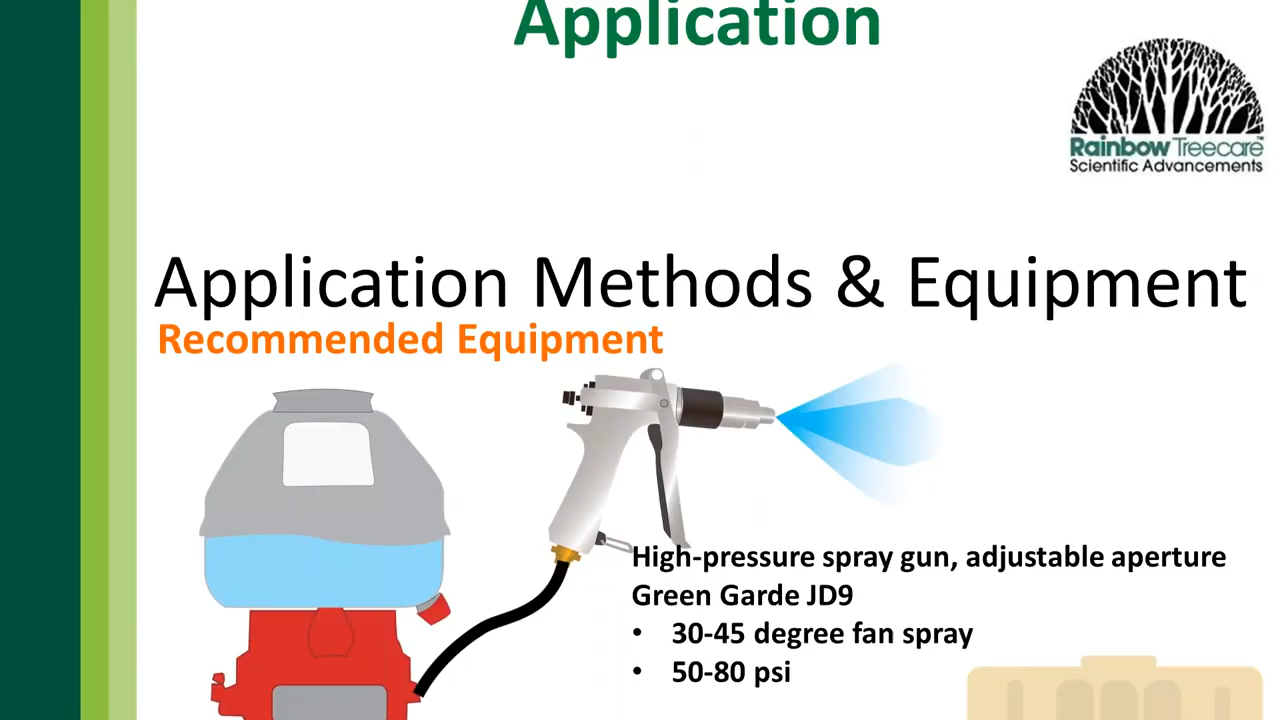 Application
Rainbow Treecare™
Scientific Advancements
Application Methods & Equipment
Recommended Equipment
High-pressure spray gun, adjustable aperture
Green Garde JD9
• 30-45 degree fan spray
• 50-80 psi